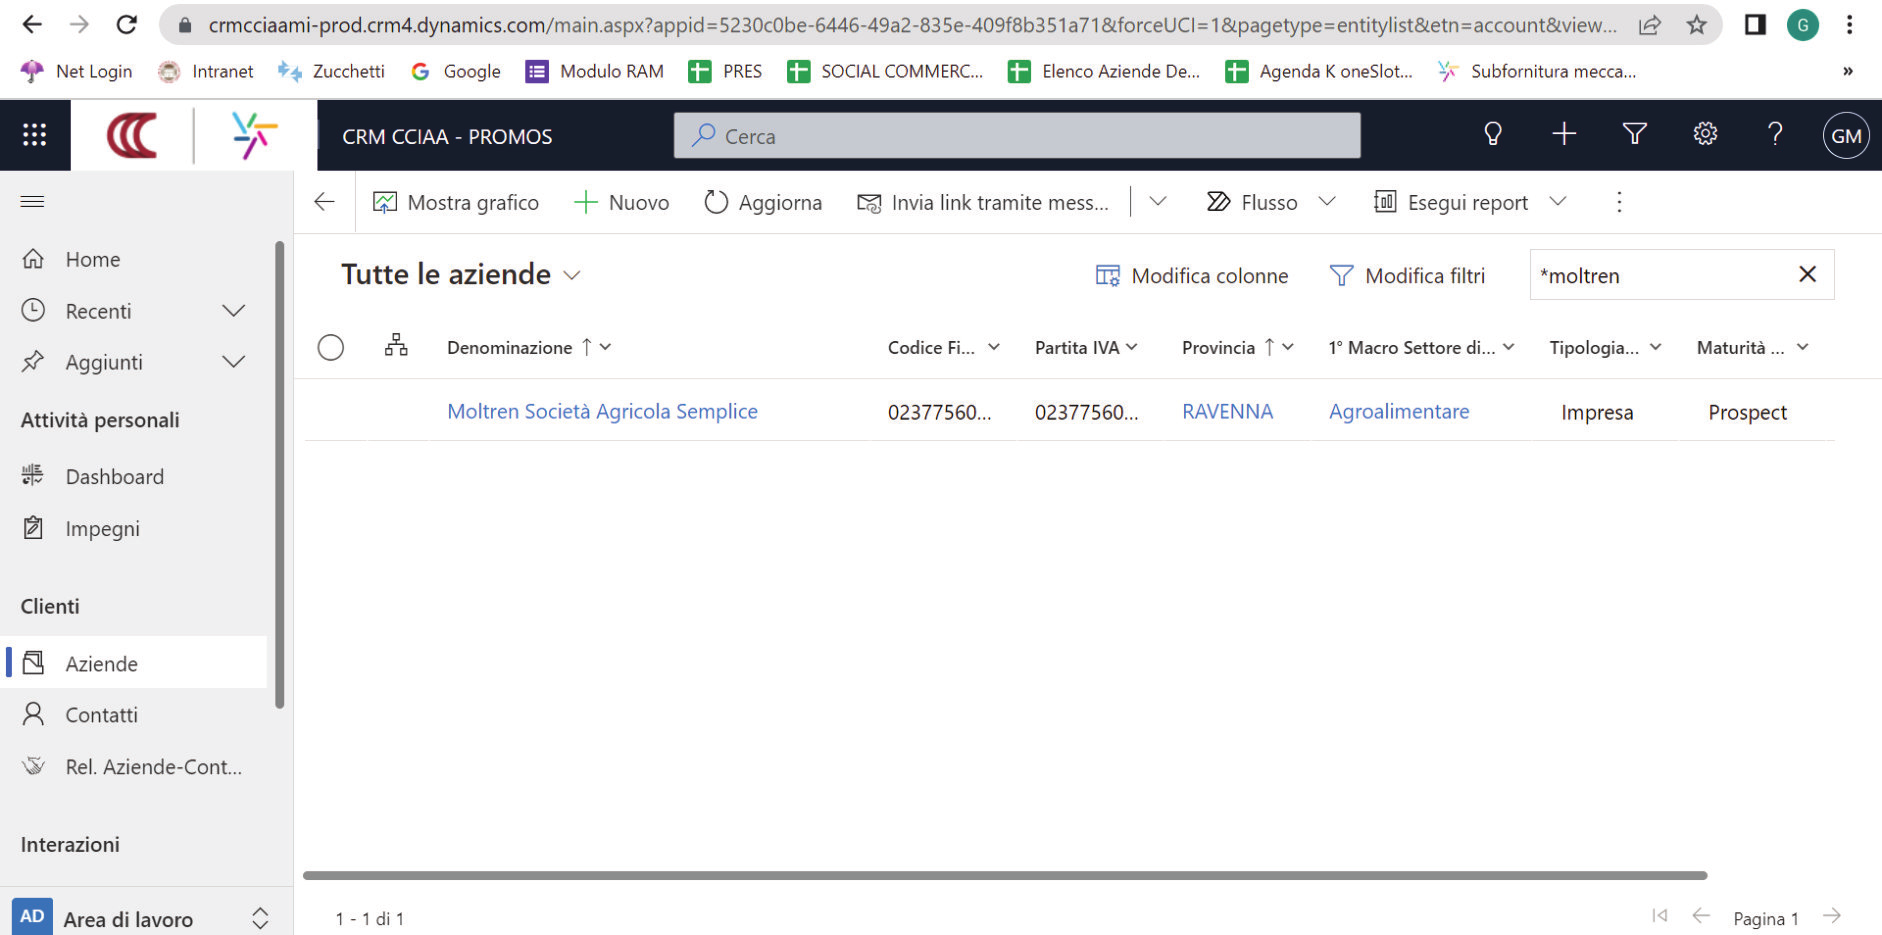 crmcciaami-prod.crm4.dynamics.com/main.aspx?appid=5230c0be-6446-49a2-835e-409f8b351a71&forceUCI=1&pagetype=entitylist&etn=account&view...
G
Net Login Intranet Zucchetti Google Modulo RAM PRES SOCIAL COMMERC... Elenco Aziende De... Agenda K oneSlot... Subfornitura mecca... »
CRM CCIAA - PROMOS
Cerca
GM
Mostra grafico Nuovo Aggiorna Invia link tramite mess... Flusso Esegui report
Home
Recenti
Aggiunti
Attività personali
Dashboard
Impegni
Clienti
Aziende
Contatti
Rel. Aziende-Cont...
Interazioni
AD Area di lavoro
Tutte le aziende
Modifica colonne Modifica filtri *moltren
Denominazione Codice Fi... Partita IVA Provincia 1° Macro Settore di... Tipologia... Maturità ...
Moltren Società Agricola Semplice 02377560... 02377560... RAVENNA Agroalimentare Impresa Prospect
1 - 1 di 1
Pagina 1